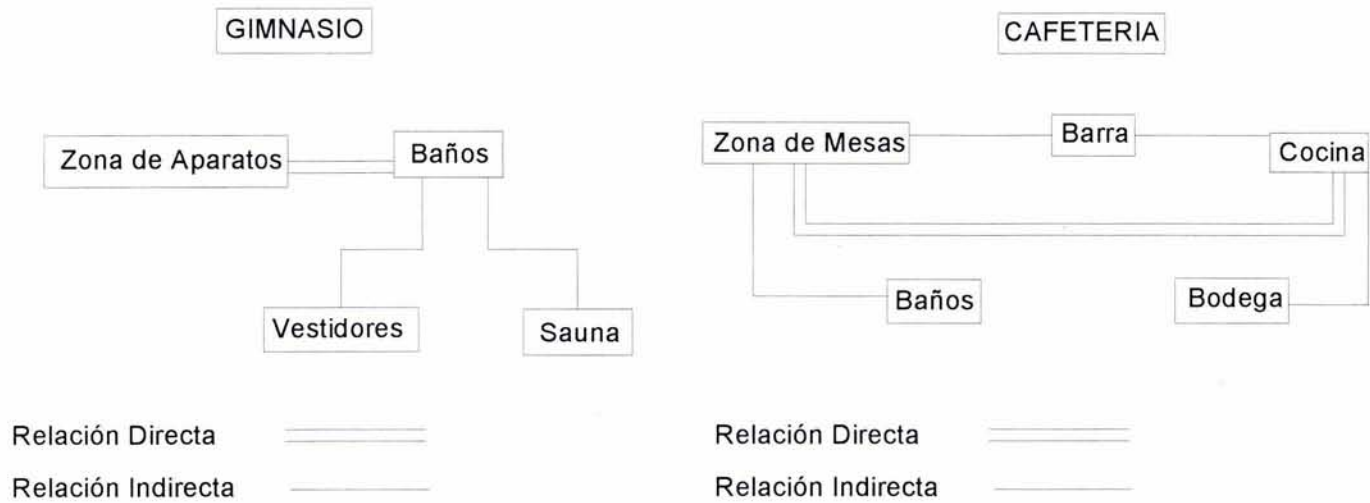 GIMNASIO
Zona de Aparatos
Baños
Vestidores
Sauna
Relación Directa
Relación Indirecta
CAFETERIA
Zona de Mesas
Barra
Cocina
Baños
Bodega
Relación Directa
Relación Indirecta